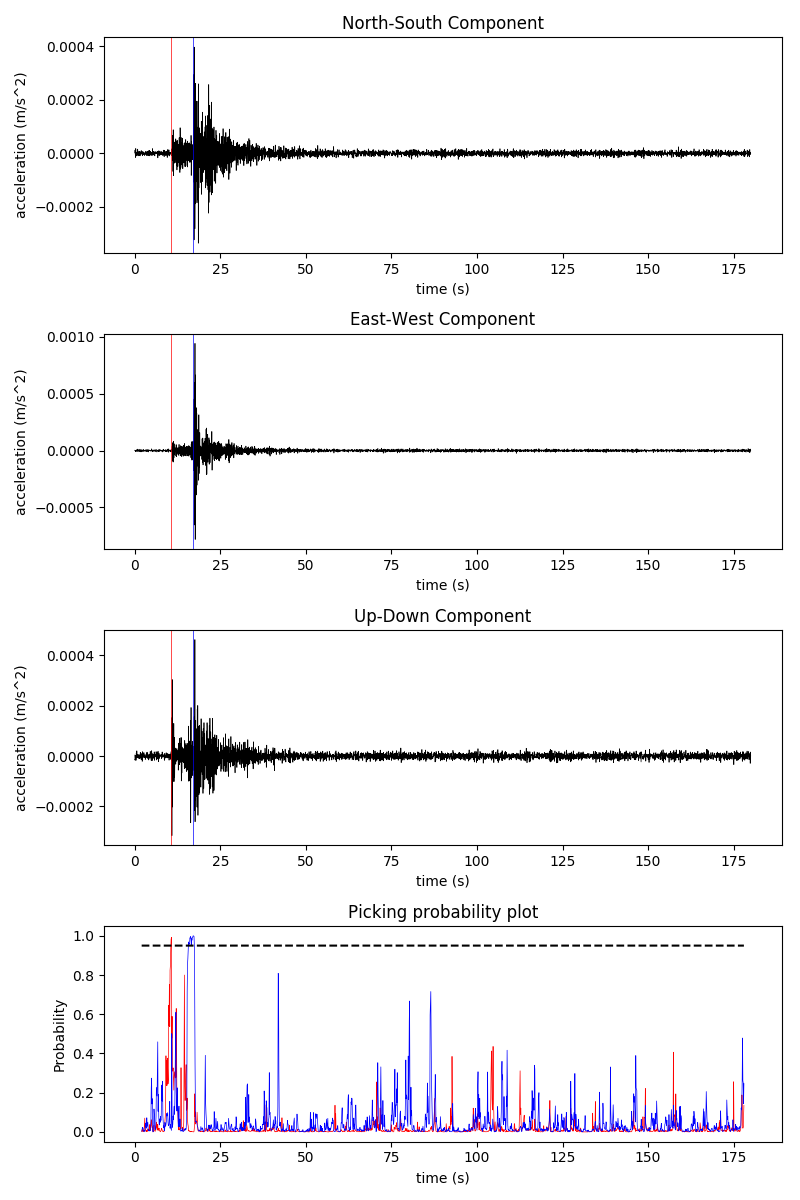 North-South Component
0.0004
0.0002
0.0000
−0.0002
acceleration (m/s^2)
0 25 50 75 100 125 150 175
time (s)
East-West Component
0.0010
0.0005
0.0000
−0.0005
acceleration (m/s^2)
0 25 50 75 100 125 150 175
time (s)
Up-Down Component
0.0004
0.0002
0.0000
−0.0002
acceleration (m/s^2)
0 25 50 75 100 125 150 175
time (s)
Picking probability plot
1.0
0.8
0.6
0.4
0.2
0.0
Probability
0 25 50 75 100 125 150 175
time (s)